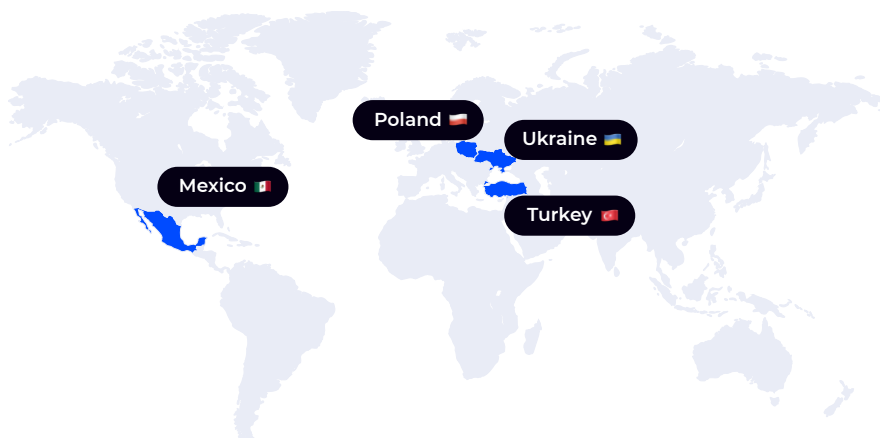 Poland 🇵🇱
Ukraine 🇺🇦
Mexico 🇲🇽
Turkey 🇹🇷